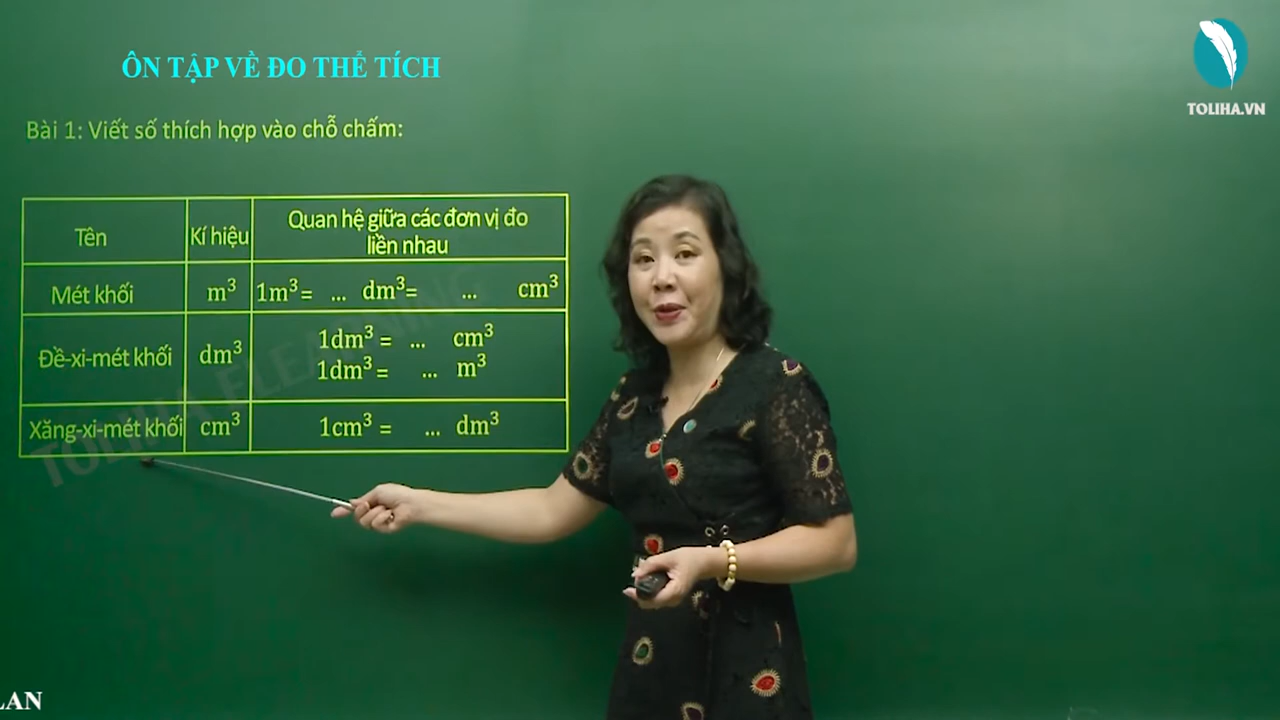 ÔN TẬP VỀ ĐO THỂ TÍCH
TOLIHA.VN
Bài 1: Viết số thích hợp vào chỗ chấm:
Tên
Kí hiệu
Quan hệ giữa các đơn vị đo
liền nhau
Mét khối
m³
1m³ = ... dm³ = ... cm³
Đề-xi-mét khối
dm³
1dm³ = ... cm³
1dm³ = ... m³
Xăng-xi-mét khối
cm³
1cm³ = ... dm³
TOLIHA ELEARNING
LAN